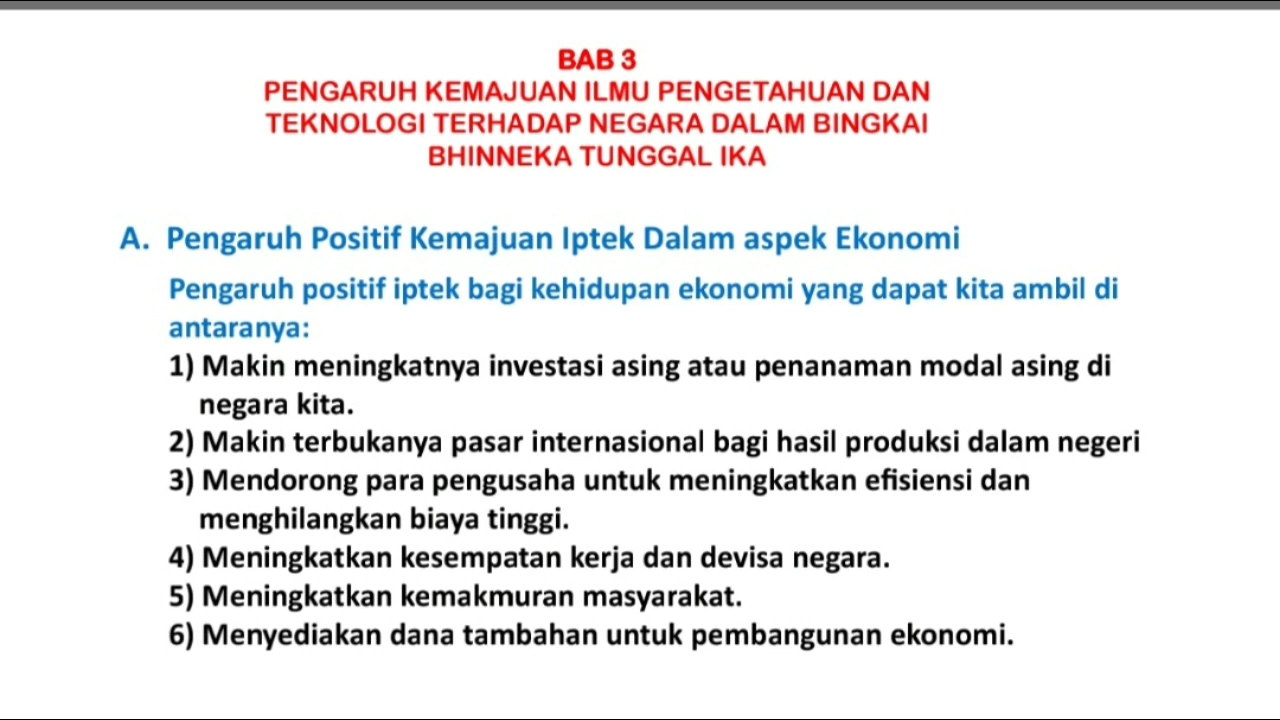 BAB 3
PENGARUH KEMAJUAN ILMU PENGETAHUAN DAN
TEKNOLOGI TERHADAP NEGARA DALAM BINGKAI
BHINNEKA TUNGGAL IKA
A. Pengaruh Positif Kemajuan Iptek Dalam aspek Ekonomi
Pengaruh positif iptek bagi kehidupan ekonomi yang dapat kita ambil di
antaranya:
1) Makin meningkatnya investasi asing atau penanaman modal asing di
negara kita.
2) Makin terbukanya pasar internasional bagi hasil produksi dalam negeri
3) Mendorong para pengusaha untuk meningkatkan efisiensi dan
menghilangkan biaya tinggi.
4) Meningkatkan kesempatan kerja dan devisa negara.
5) Meningkatkan kemakmuran masyarakat.
6) Menyediakan dana tambahan untuk pembangunan ekonomi.